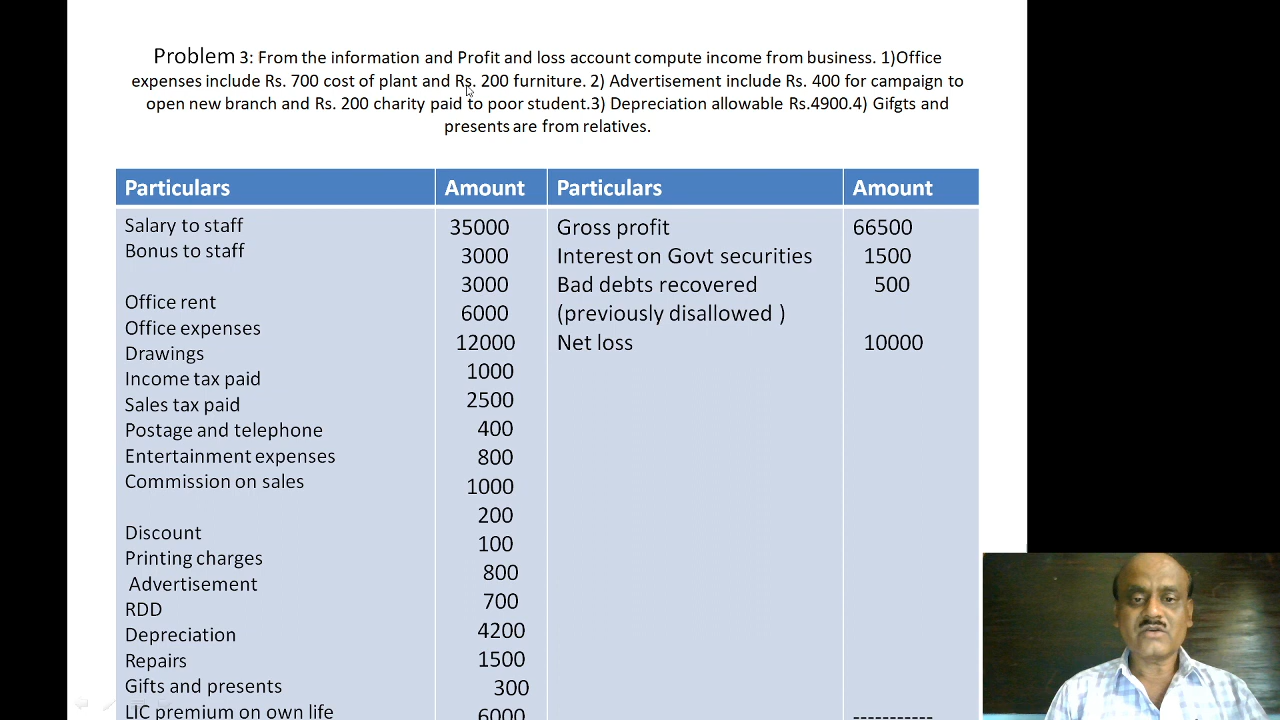 Problem 3: From the information and Profit and loss account compute income from business. 1)Office
expenses include Rs. 700 cost of plant and Rs. 200 furniture. 2) Advertisement include Rs. 400 for campaign to
open new branch and Rs. 200 charity paid to poor student.3) Depreciation allowable Rs.4900.4) Gifgts and
presents are from relatives.
Particulars Amount Particulars Amount
Salary to staff 35000 Gross profit 66500
Bonus to staff 3000 Interest on Govt securities 1500
3000 Bad debts recovered 500
Office rent 6000 (previously disallowed )
Office expenses 12000 Net loss 10000
Drawings 1000
Income tax paid 2500
Sales tax paid 400
Postage and telephone 800
Entertainment expenses 1000
Commission on sales 200
Discount 100
Printing charges 800
Advertisement 700
RDD 4200
Depreciation 1500
Repairs 300
Gifts and presents 6000
LIC premium on own life -----------